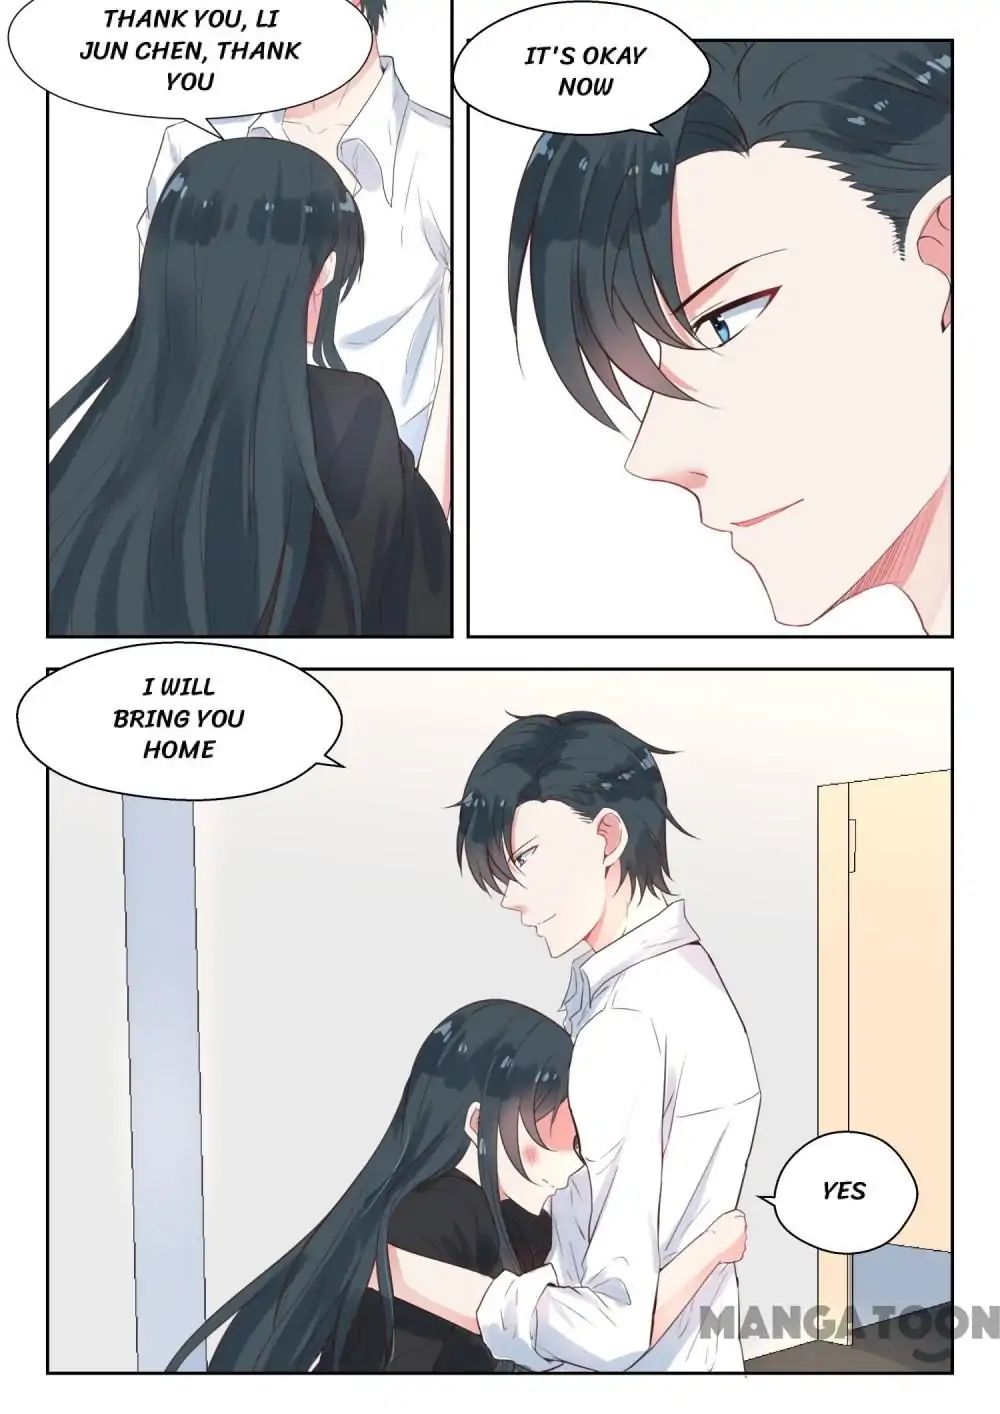 THANK YOU, LI
JUN CHEN, THANK
YOU
IT'S OKAY
NOW
I WILL
BRING YOU
HOME
YES
MANGATOON